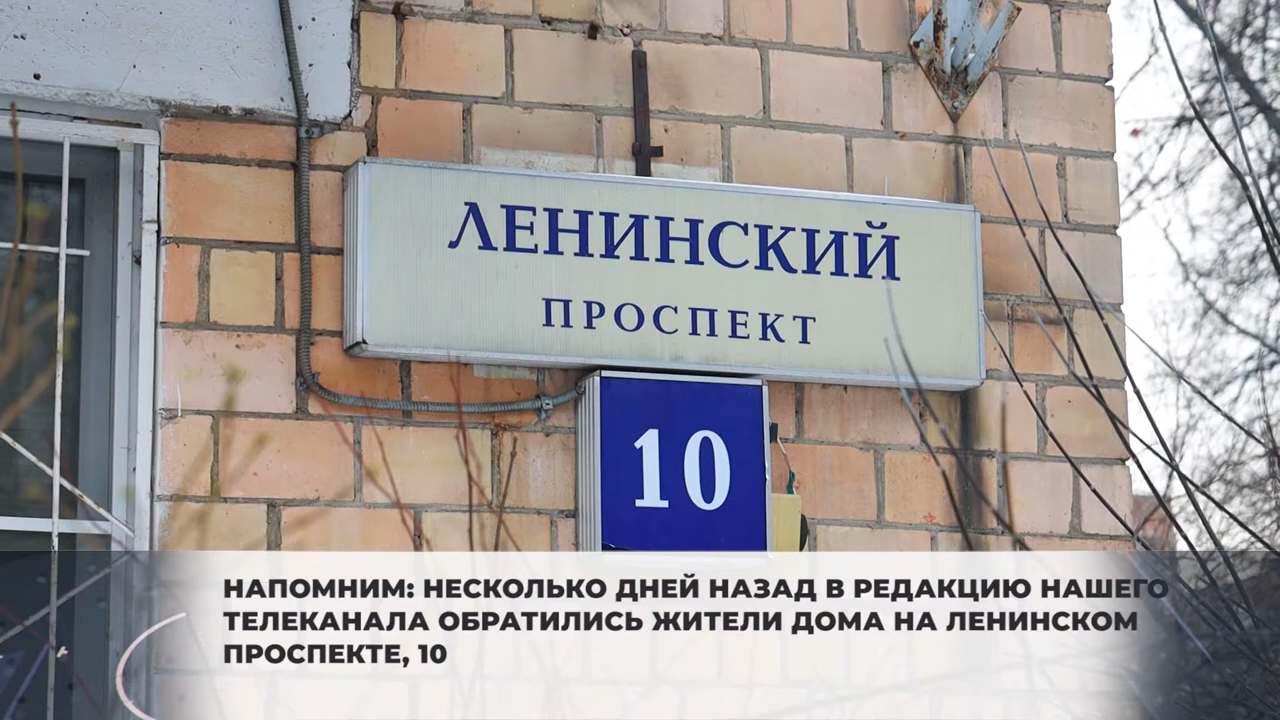 ЛЕНИНСКИЙ
ПРОСПЕКТ
10
НАПОМНИМ: НЕСКОЛЬКО ДНЕЙ НАЗАД В РЕДАКЦИЮ НАШЕГО
ТЕЛЕКАНАЛА ОБРАТИЛИСЬ ЖИТЕЛИ ДОМА НА ЛЕНИНСКОМ
ПРОСПЕКТЕ, 10